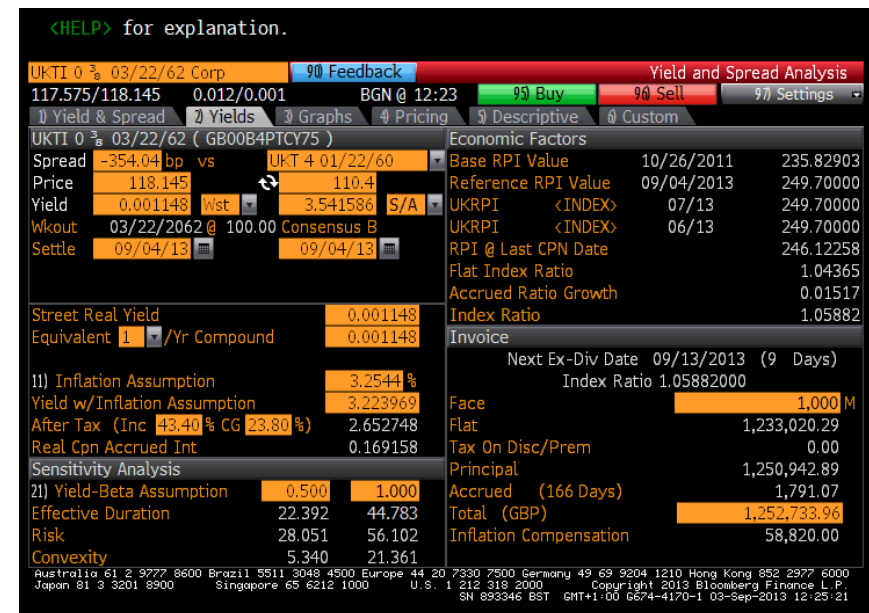 <HELP> for explanation.
UKTI 0 ³₈ 03/22/62 Corp 90) Feedback Yield and Spread Analysis
117.575/118.145 0.012/0.001 BGN @ 12:23 95) Buy 96) Sell 97) Settings
1) Yield & Spread 2) Yields 3) Graphs 4) Pricing 5) Descriptive 6) Custom
UKTI 0 ³₈ 03/22/62 ( GB00B4PTCY75 ) Economic Factors
Spread -354.04 bp vs UKT 4 01/22/60 Base RPI Value 10/26/2011 235.82903
Price 118.145 110.4 Reference RPI Value 09/04/2013 249.70000
Yield 0.001148 Wst 3.541586 S/A UKRPI <INDEX> 07/13 249.70000
Wkout 03/22/2062 @ 100.00 Consensus B UKRPI <INDEX> 06/13 249.70000
Settle 09/04/13 09/04/13 RPI @ Last CPN Date 246.12258
Flat Index Ratio 1.04365
Accrued Ratio Growth 0.01517
Street Real Yield 0.001148 Index Ratio 1.05882
Equivalent 1 /Yr Compound 0.001148 Invoice
Next Ex-Div Date 09/13/2013 (9 Days)
11) Inflation Assumption 3.2544 % Index Ratio 1.05882000
Yield w/Inflation Assumption 3.223969 Face 1,000 M
After Tax (Inc 43.40 % CG 23.80 %) 2.652748 Flat 1,233,020.29
Real Cpn Accrued Int 0.169158 Tax On Disc/Prem 0.00
Sensitivity Analysis Principal 1,250,942.89
21) Yield-Beta Assumption 0.500 1.000 Accrued (166 Days) 1,791.07
Effective Duration 22.392 44.783 Total (GBP) 1,252,733.96
Risk 28.051 56.102 Inflation Compensation 58,820.00
Convexity 5.340 21.361
Australia 61 2 9777 8600 Brazil 5511 3048 4500 Europe 44 20 7330 7500 Germany 49 69 9204 1210 Hong Kong 852 2977 6000
Japan 81 3 3201 8900 Singapore 65 6212 1000 U.S. 1 212 318 2000 Copyright 2013 Bloomberg Finance L.P.
SN 893346 BST GMT+1:00 G674-4170-1 03-Sep-2013 12:25:21